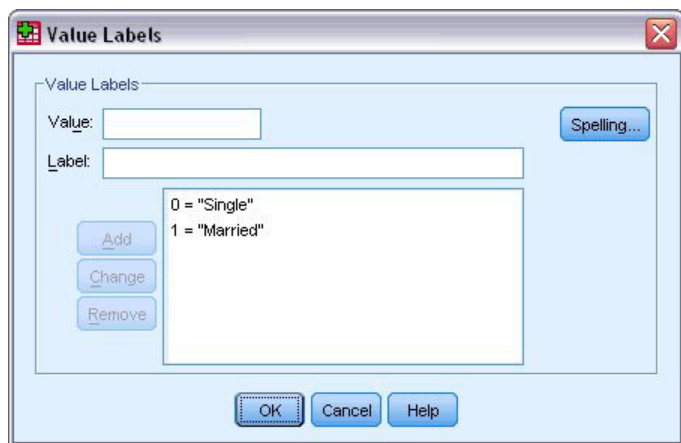 Value Labels
Value Labels
Value:
Spelling...
Label:
0 = "Single"
1 = "Married"
Add
Change
Remove
OK Cancel Help